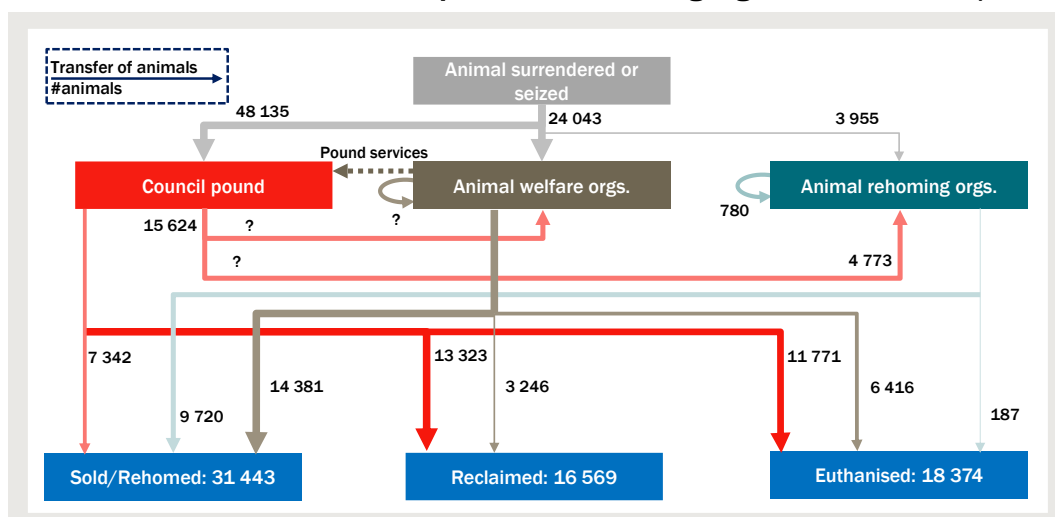 Transfer of animals
#animals
Animal surrendered or
seized
48 135
24 043
3 955
Pound services
Council pound
Animal welfare orgs.
Animal rehoming orgs.
15 624
?
?
780
?
4 773
7 342
13 323
11 771
14 381
3 246
6 416
9 720
187
Sold/Rehomed: 31 443
Reclaimed: 16 569
Euthanised: 18 374